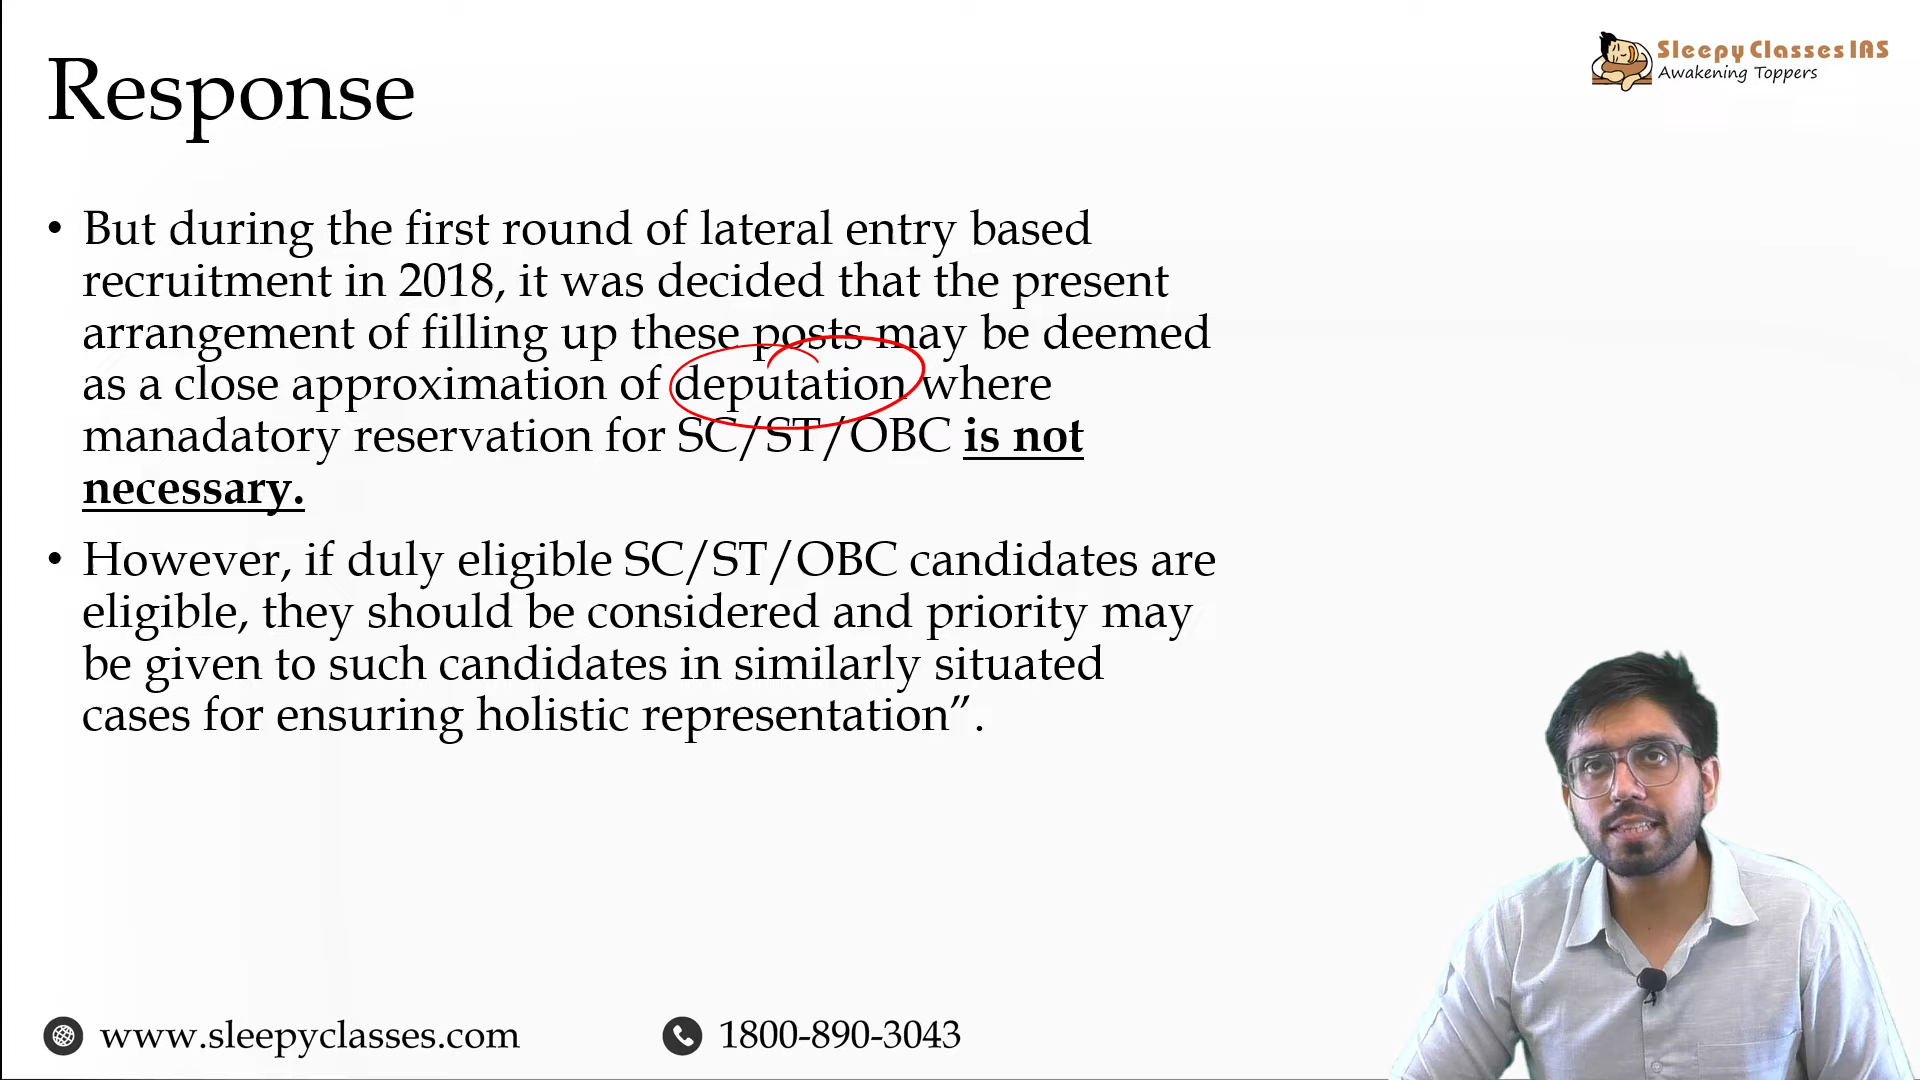 Sleepy Classes IAS
Awakening Toppers
Response
• But during the first round of lateral entry based
recruitment in 2018, it was decided that the present
arrangement of filling up these posts may be deemed
as a close approximation of deputation where
manadatory reservation for SC/ST/OBC is not
necessary.
• However, if duly eligible SC/ST/OBC candidates are
eligible, they should be considered and priority may
be given to such candidates in similarly situated
cases for ensuring holistic representation”.
www.sleepyclasses.com
1800-890-3043